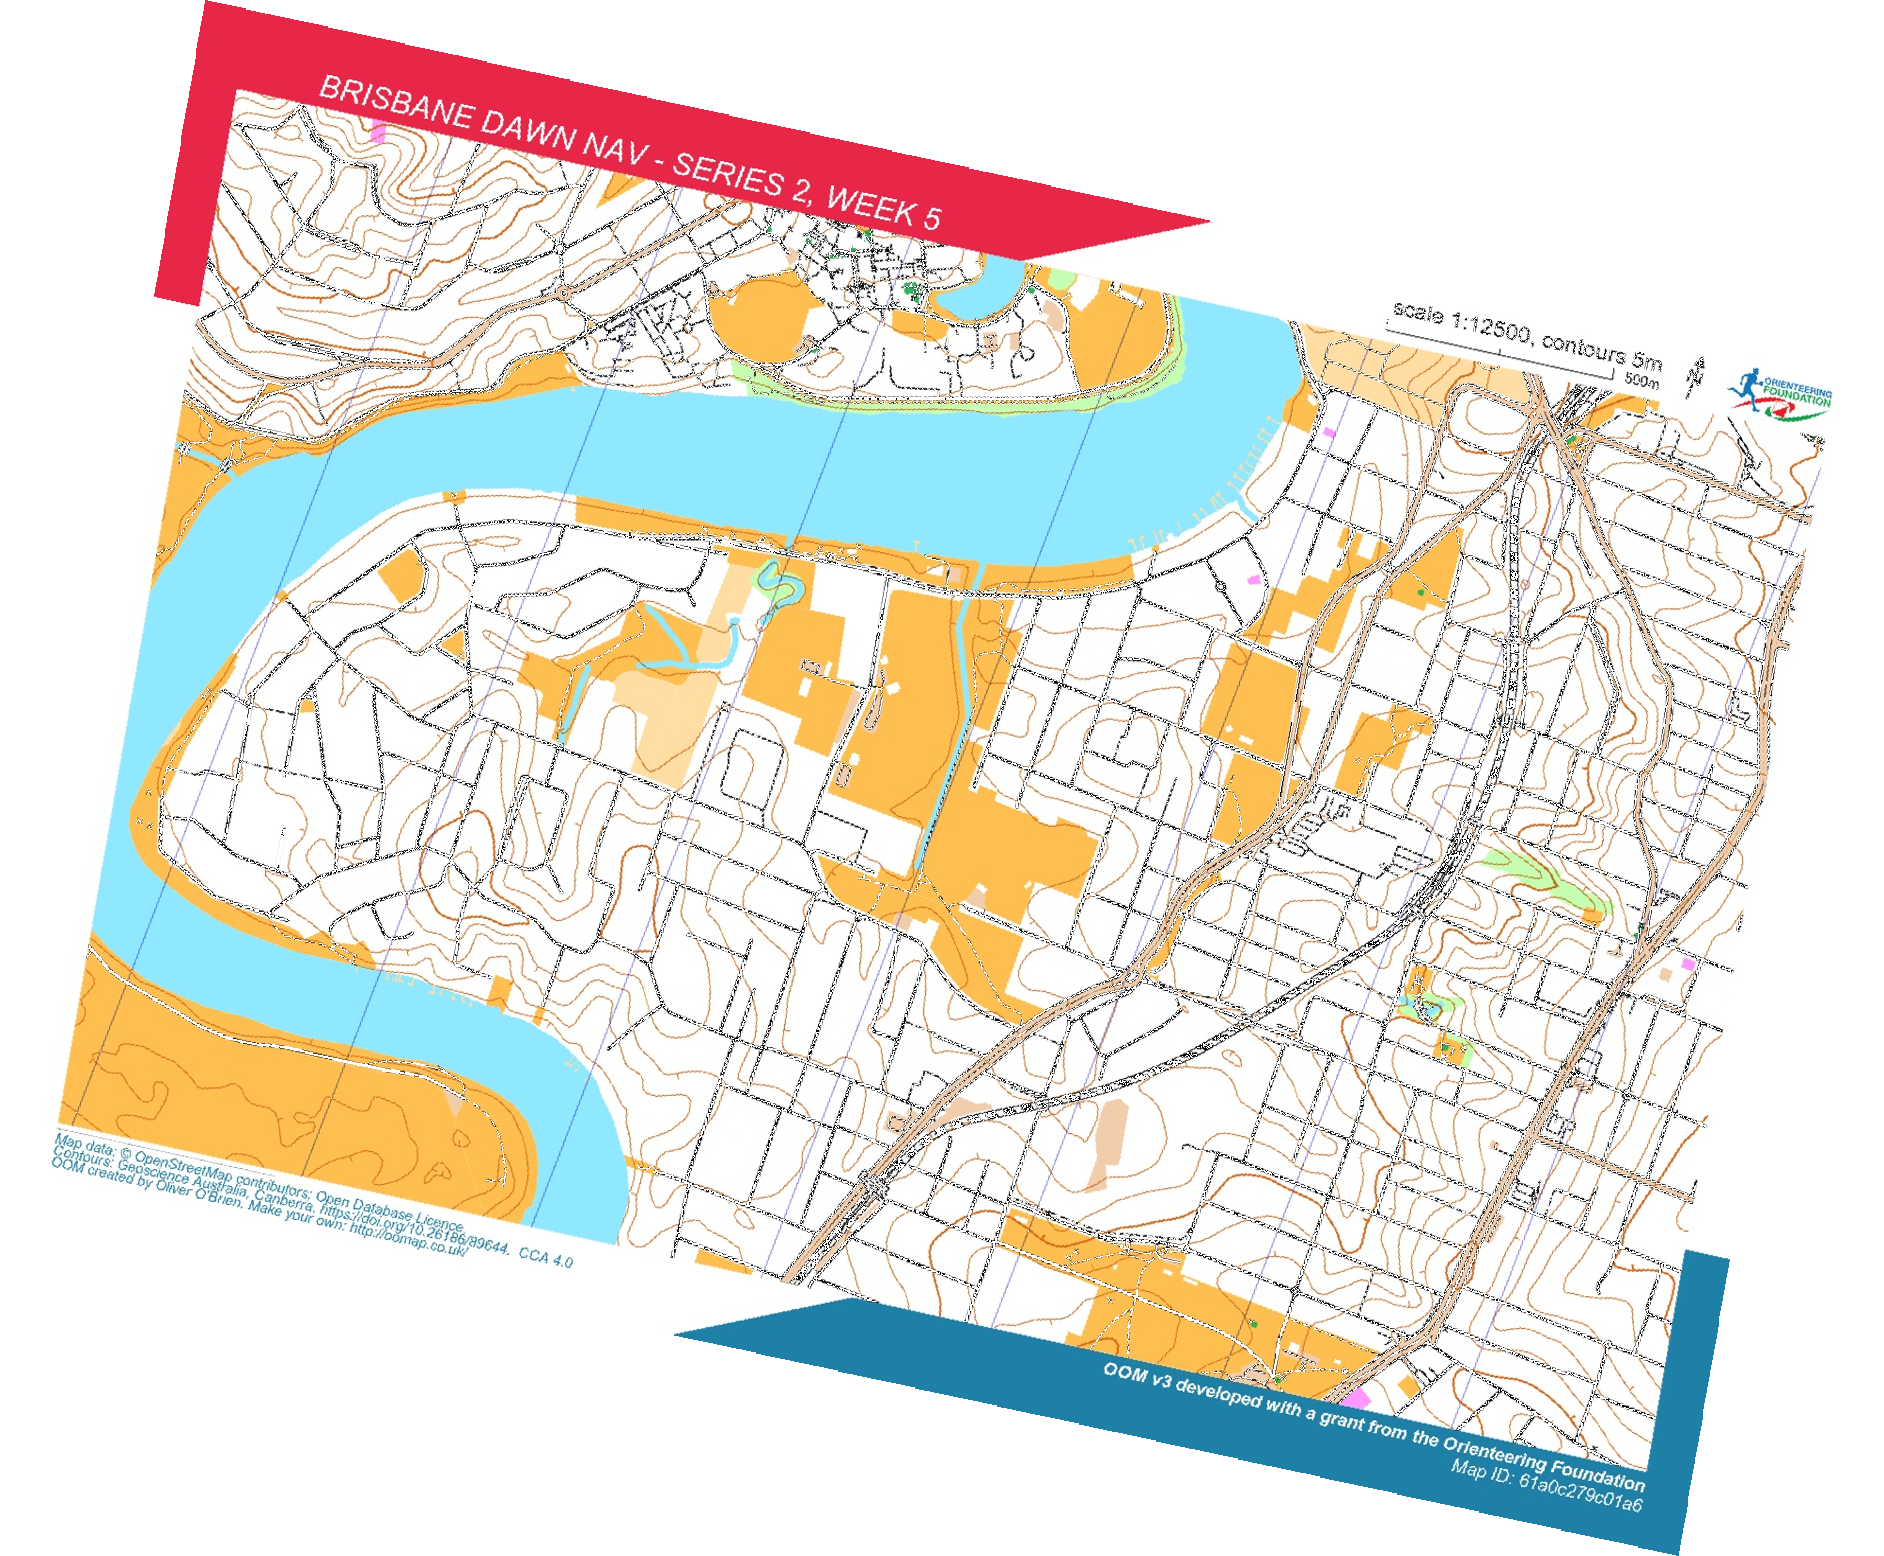 BRISBANE DAWN NAV - SERIES 2, WEEK 5
scale 1:12500, contours 5m
500m
ORIENTEERING
FOUNDATION
Map data: © OpenStreetMap contributors, Open Database Licence.
Contours: Geoscience Australia, Canberra. https://doi.org/10.26186/89644. CCA 4.0
OOM created by Oliver O'Brien. Make your own: http://oomap.co.uk/
OOM v3 developed with a grant from the Orienteering Foundation
Map ID: 61a0c279c01a6